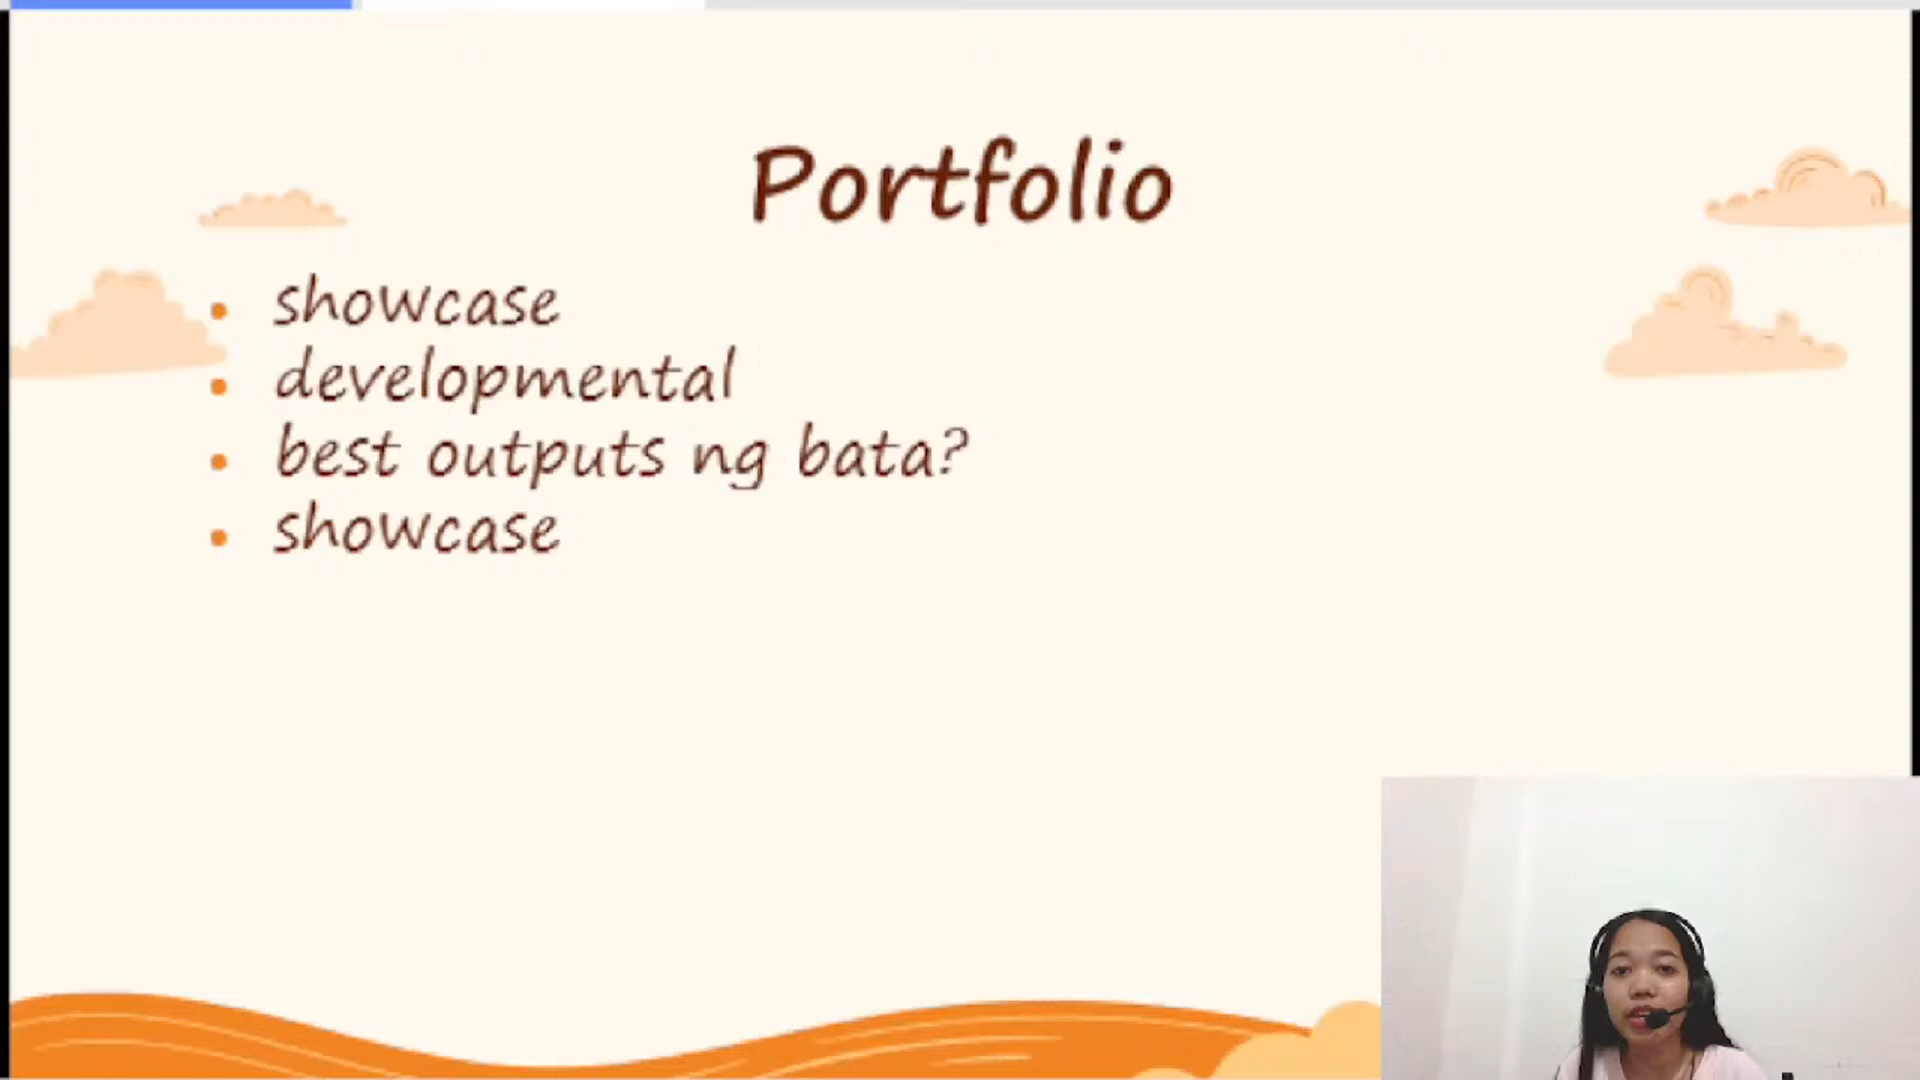 Portfolio
showcase
developmental
best outputs ng bata?
showcase